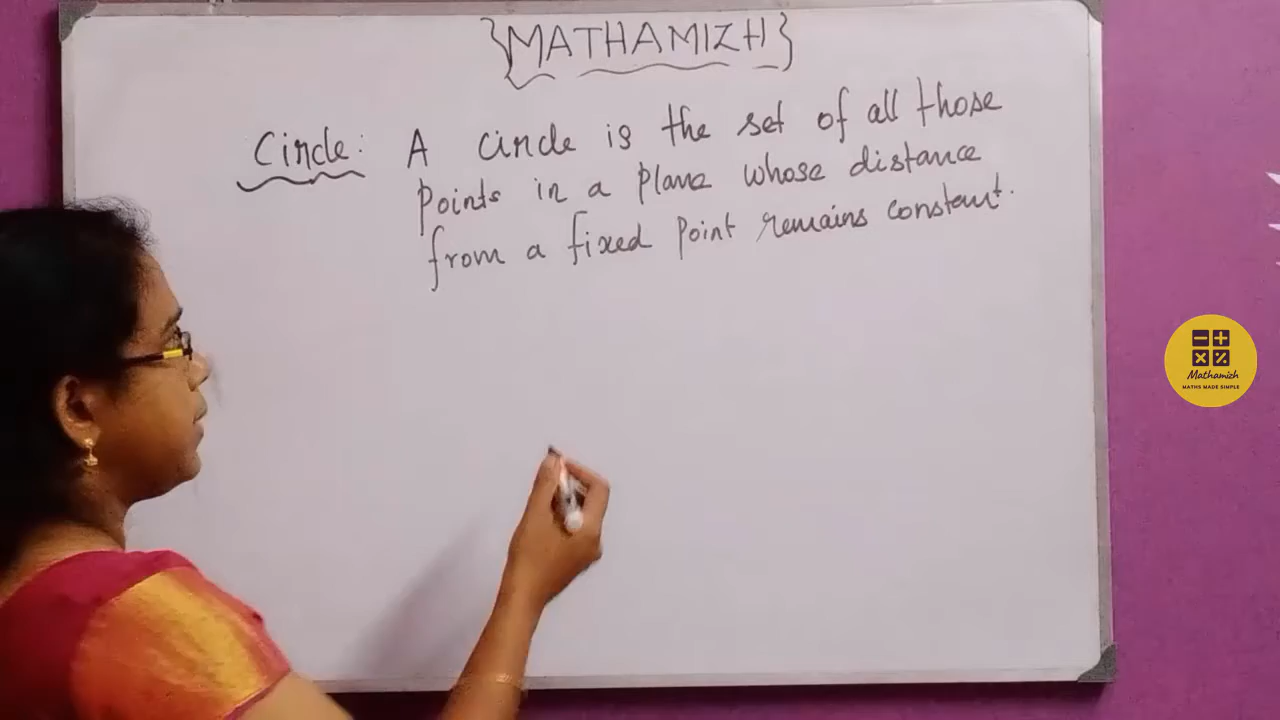 {MATHAMIZH}
Circle: A circle is the set of all those
points in a plane whose distance
from a fixed point remains constant.
Mathamizh
MATHS MADE SIMPLE